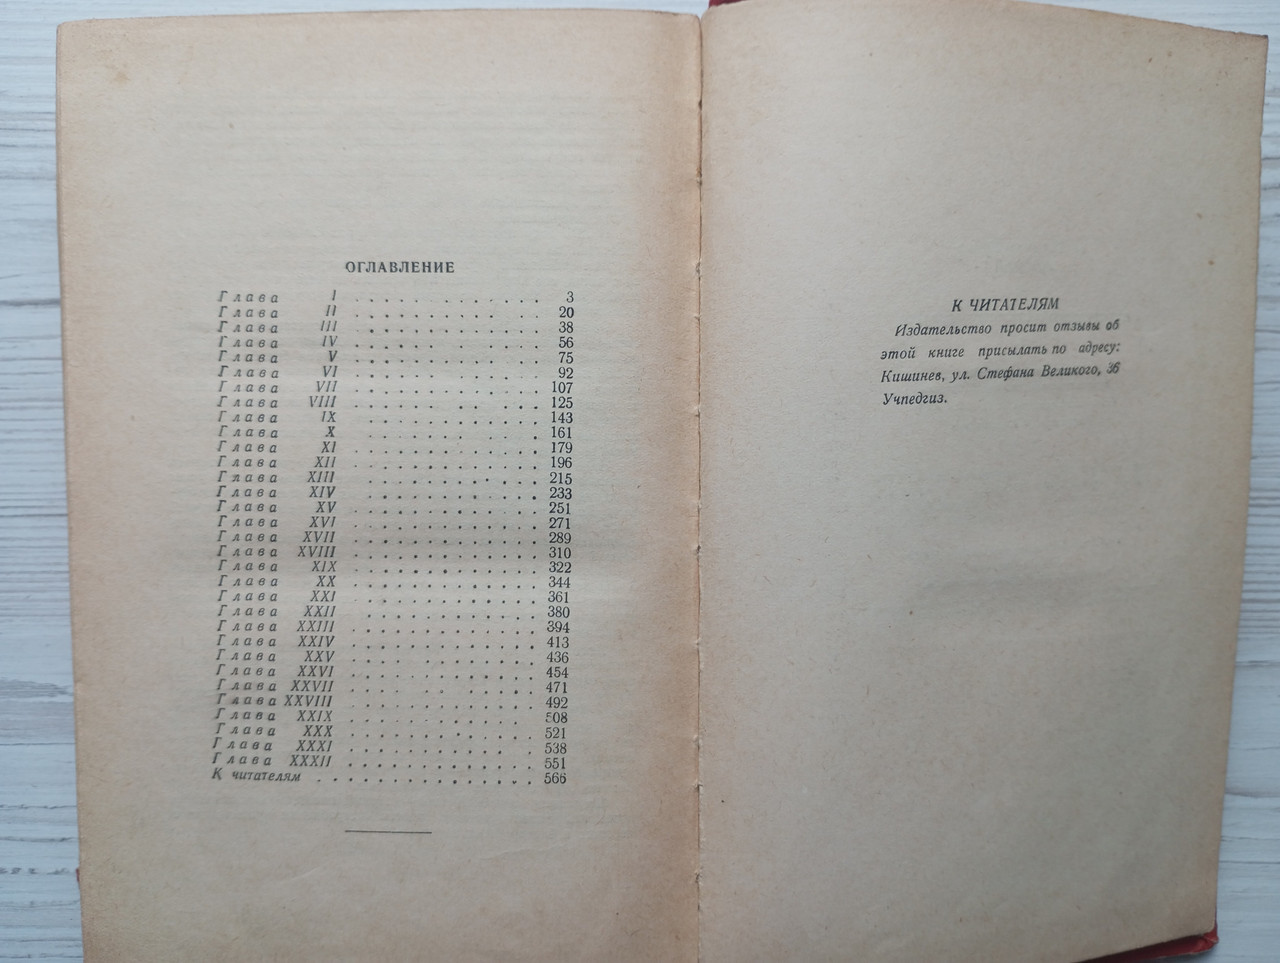 ОГЛАВЛЕНИЕ
Глава I . . . . . . . . . . . . . 3
Глава II . . . . . . . . . . . . 20
Глава III . . . . . . . . . . . . . 38
Глава IV . . . . . . . . . . . . 56
Глава V . . . . . . . . . . . . . 75
Глава VI . . . . . . . . . . . . 92
Глава VII . . . . . . . . . . . . . 107
Глава VIII . . . . . . . . . . . 125
Глава IX . . . . . . . . . . . . . 143
Глава X . . . . . . . . . . . 161
Глава XI . . . . . . . . . . . . . 179
Глава XII . . . . . . . . . . . . 196
Глава XIII . . . . . . . . . . . . 215
Глава XIV . . . . . . . . . . . . 233
Глава XV . . . . . . . . . . . . . 251
Глава XVI . . . . . . . . . . . . 271
Глава XVII . . . . . . . . . . . . . 289
Глава XVIII . . . . . . . . . . . . 310
Глава XIX . . . . . . . . . . . . . 322
Глава XX . . . . . . . . . . . . 344
Глава XXI . . . . . . . . . . . . 361
Глава XXII . . . . . . . . . . . . 380
Глава XXIII . . . . . . . . . . . . . 394
Глава XXIV . . . . . . . . . . . . . 413
Глава XXV . . . . . . . . . . . . . 436
Глава XXVI . . . . . . . . . . . . . 454
Глава XXVII . . . . . . . . . . . 471
Глава XXVIII . . . . . . . . . . . . . 492
Глава XXIX . . . . . . . . . . . . 508
Глава XXX . . . . . . . . . . . . . 521
Глава XXXI . . . . . . . . . . . . . 538
Глава XXXII . . . . . . . . . . . . . 551
К читателям . . . . . . . . . . . . . . . 566
К ЧИТАТЕЛЯМ
Издательство просит отзывы об
этой книге присылать по адресу:
Кишинев, ул. Стефана Великого, 36
Учпедгиз.